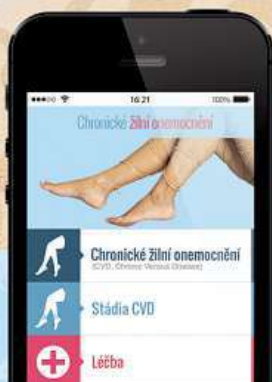 16:21
100%
Chronické žilní onemocnění
Chronické žilní onemocnění
(CVD, Chronic Venous Disease)
Stádia CVD
Léčba